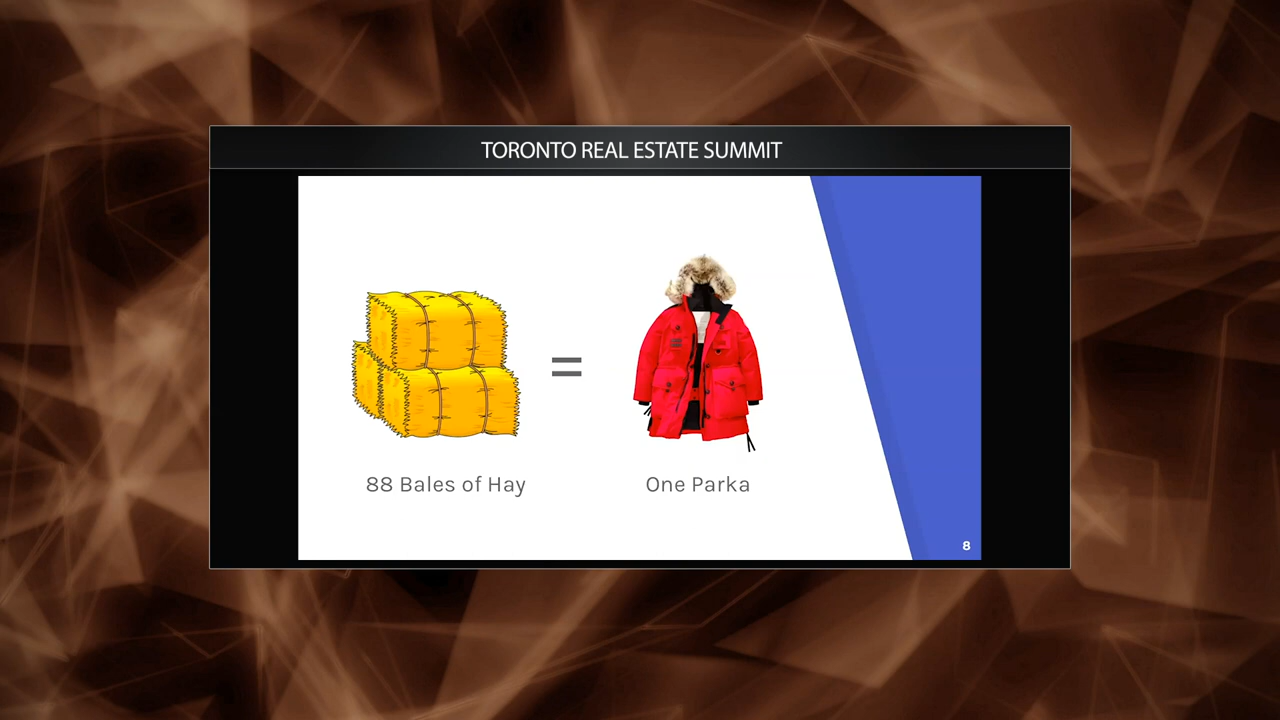 TORONTO REAL ESTATE SUMMIT
=
88 Bales of Hay
One Parka
8